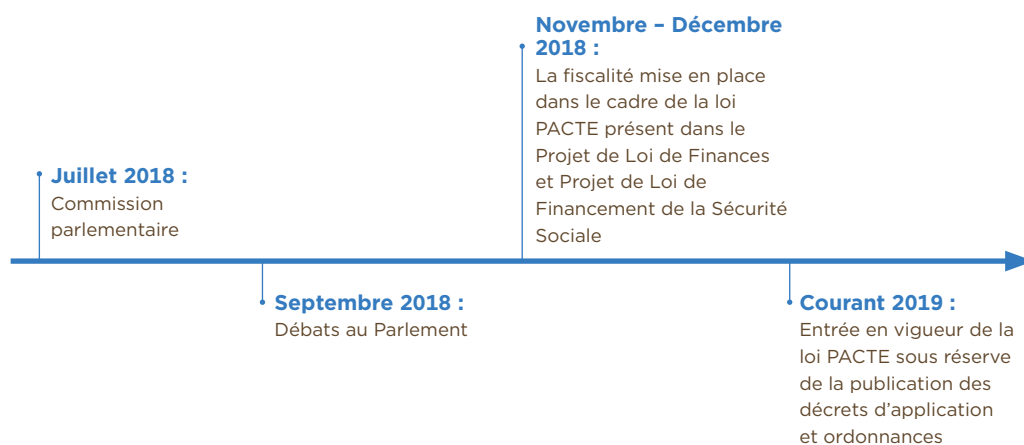 Juillet 2018 :
Commission
parlementaire
Septembre 2018 :
Débats au Parlement
Novembre – Décembre
2018 :
La fiscalité mise en place
dans le cadre de la loi
PACTE présent dans le
Projet de Loi de Finances
et Projet de Loi de
Financement de la Sécurité
Sociale
Courant 2019 :
Entrée en vigueur de la
loi PACTE sous réserve
de la publication des
décrets d’application
et ordonnances